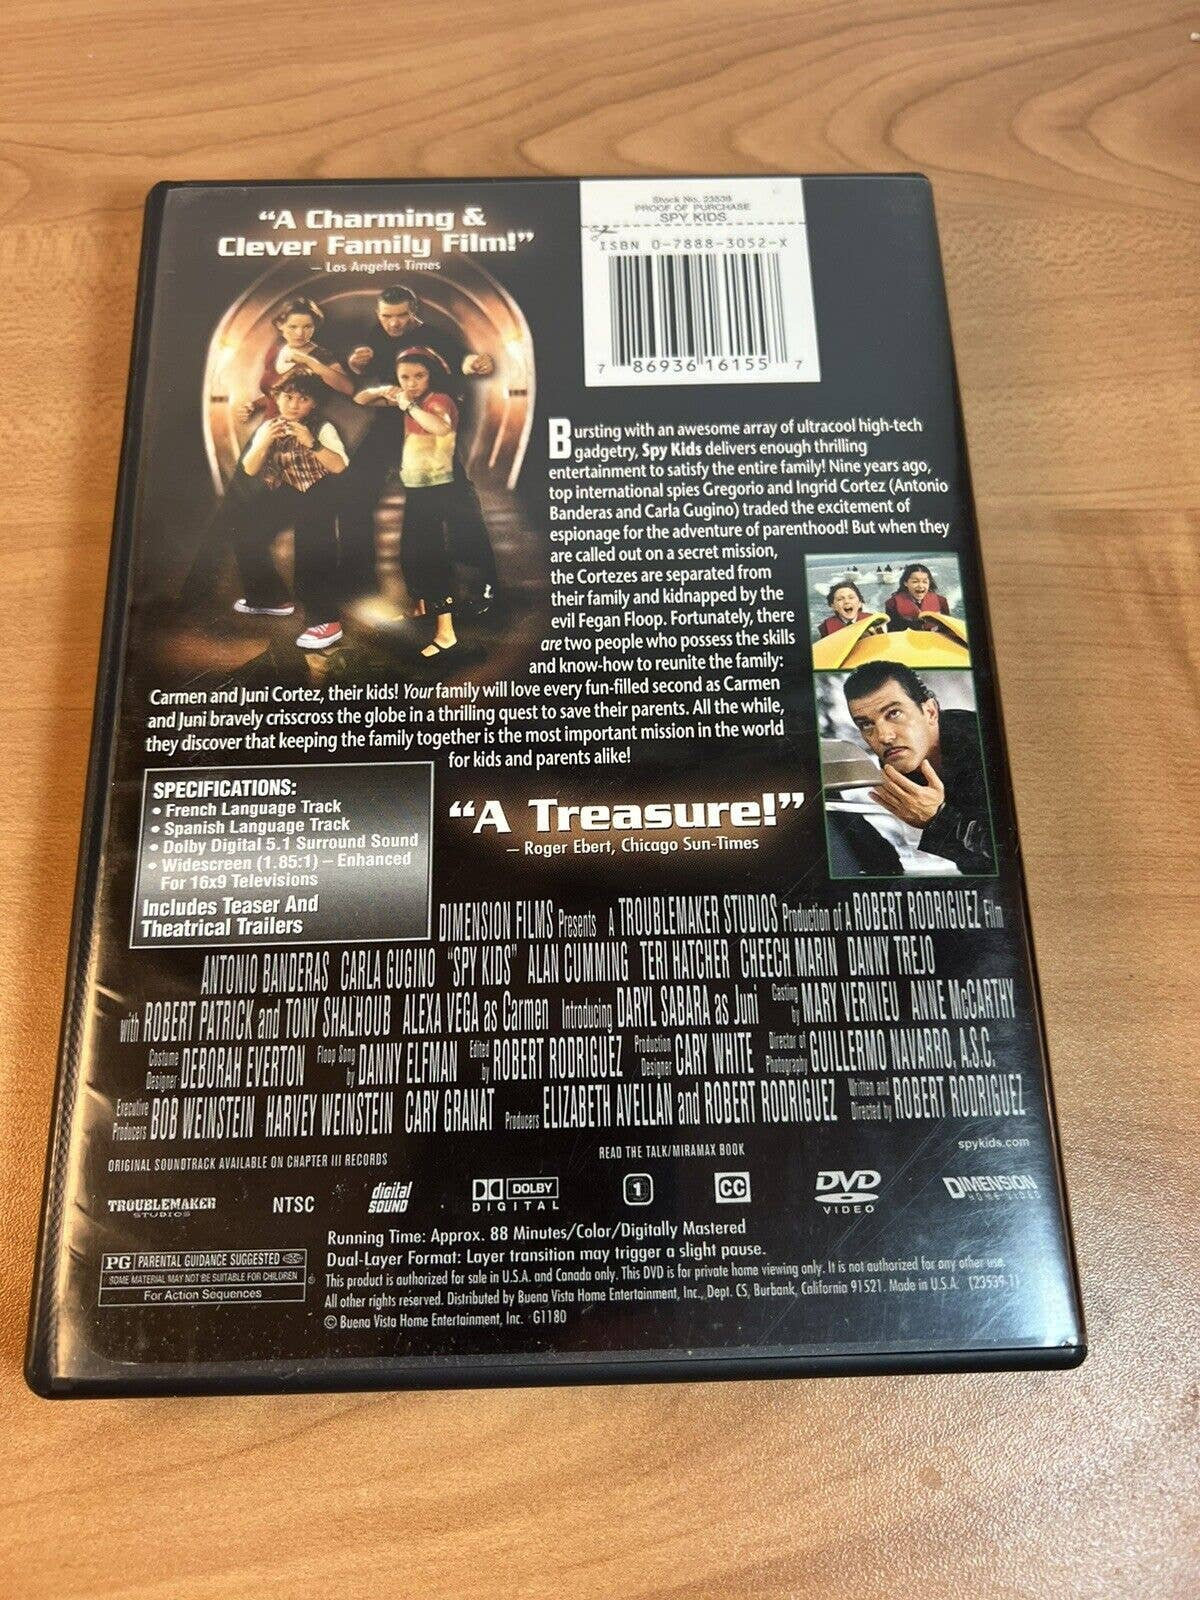 “A Charming &
Clever Family Film!”
– Los Angeles Times
Stock No. 23539
PROOF OF PURCHASE
SPY KIDS
ISBN 0-7888-3052-X
7 86936 16155 7
Bursting with an awesome array of ultracool high-tech
gadgetry, Spy Kids delivers enough thrilling
entertainment to satisfy the entire family! Nine years ago,
top international spies Gregorio and Ingrid Cortez (Antonio
Banderas and Carla Gugino) traded the excitement of
espionage for the adventure of parenthood! But when they
are called out on a secret mission,
the Cortezes are separated from
their family and kidnapped by the
evil Fegan Floop. Fortunately, there
are two people who possess the skills
and know-how to reunite the family:
Carmen and Juni Cortez, their kids! Your family will love every fun-filled second as Carmen
and Juni bravely crisscross the globe in a thrilling quest to save their parents. All the while,
they discover that keeping the family together is the most important mission in the world
for kids and parents alike!
SPECIFICATIONS:
• French Language Track
• Spanish Language Track
• Dolby Digital 5.1 Surround Sound
• Widescreen (1.85:1) – Enhanced
For 16x9 Televisions
Includes Teaser And
Theatrical Trailers
“A Treasure!”
– Roger Ebert, Chicago Sun-Times
DIMENSION FILMS Presents A TROUBLEMAKER STUDIOS Production of A ROBERT RODRIGUEZ Film
ANTONIO BANDERAS CARLA GUGINO “SPY KIDS” ALAN CUMMING TERI HATCHER CHEECH MARIN DANNY TREJO
with ROBERT PATRICK and TONY SHALHOUB ALEXA VEGA as Carmen Introducing DARYL SABARA as Juni Casting by MARY VERNIEU ANNE McCARTHY
Costume Designer DEBORAH EVERTON Floop Song by DANNY ELFMAN Edited by ROBERT RODRIGUEZ Production Designer CARY WHITE Director of Photography GUILLERMO NAVARRO, A.S.C.
Executive Producers BOB WEINSTEIN HARVEY WEINSTEIN CARY GRANAT Producers ELIZABETH AVELLAN and ROBERT RODRIGUEZ Written and Directed by ROBERT RODRIGUEZ
ORIGINAL SOUNDTRACK AVAILABLE ON CHAPTER III RECORDS
READ THE TALK/MIRAMAX BOOK
spykids.com
TROUBLEMAKER
STUDIOS
NTSC
digital
SOUND
DOLBY
DIGITAL
1
CC
DVD
VIDEO
DIMENSION
HOME VIDEO
Running Time: Approx. 88 Minutes/Color/Digitally Mastered
Dual-Layer Format: Layer transition may trigger a slight pause.
PG PARENTAL GUIDANCE SUGGESTED
SOME MATERIAL MAY NOT BE SUITABLE FOR CHILDREN
For Action Sequences
This product is authorized for sale in U.S.A. and Canada only. This DVD is for private home viewing only. It is not authorized for any other use.
All other rights reserved. Distributed by Buena Vista Home Entertainment, Inc., Dept. CS, Burbank, California 91521. Made in U.S.A. (23539-1)
© Buena Vista Home Entertainment, Inc. G1180